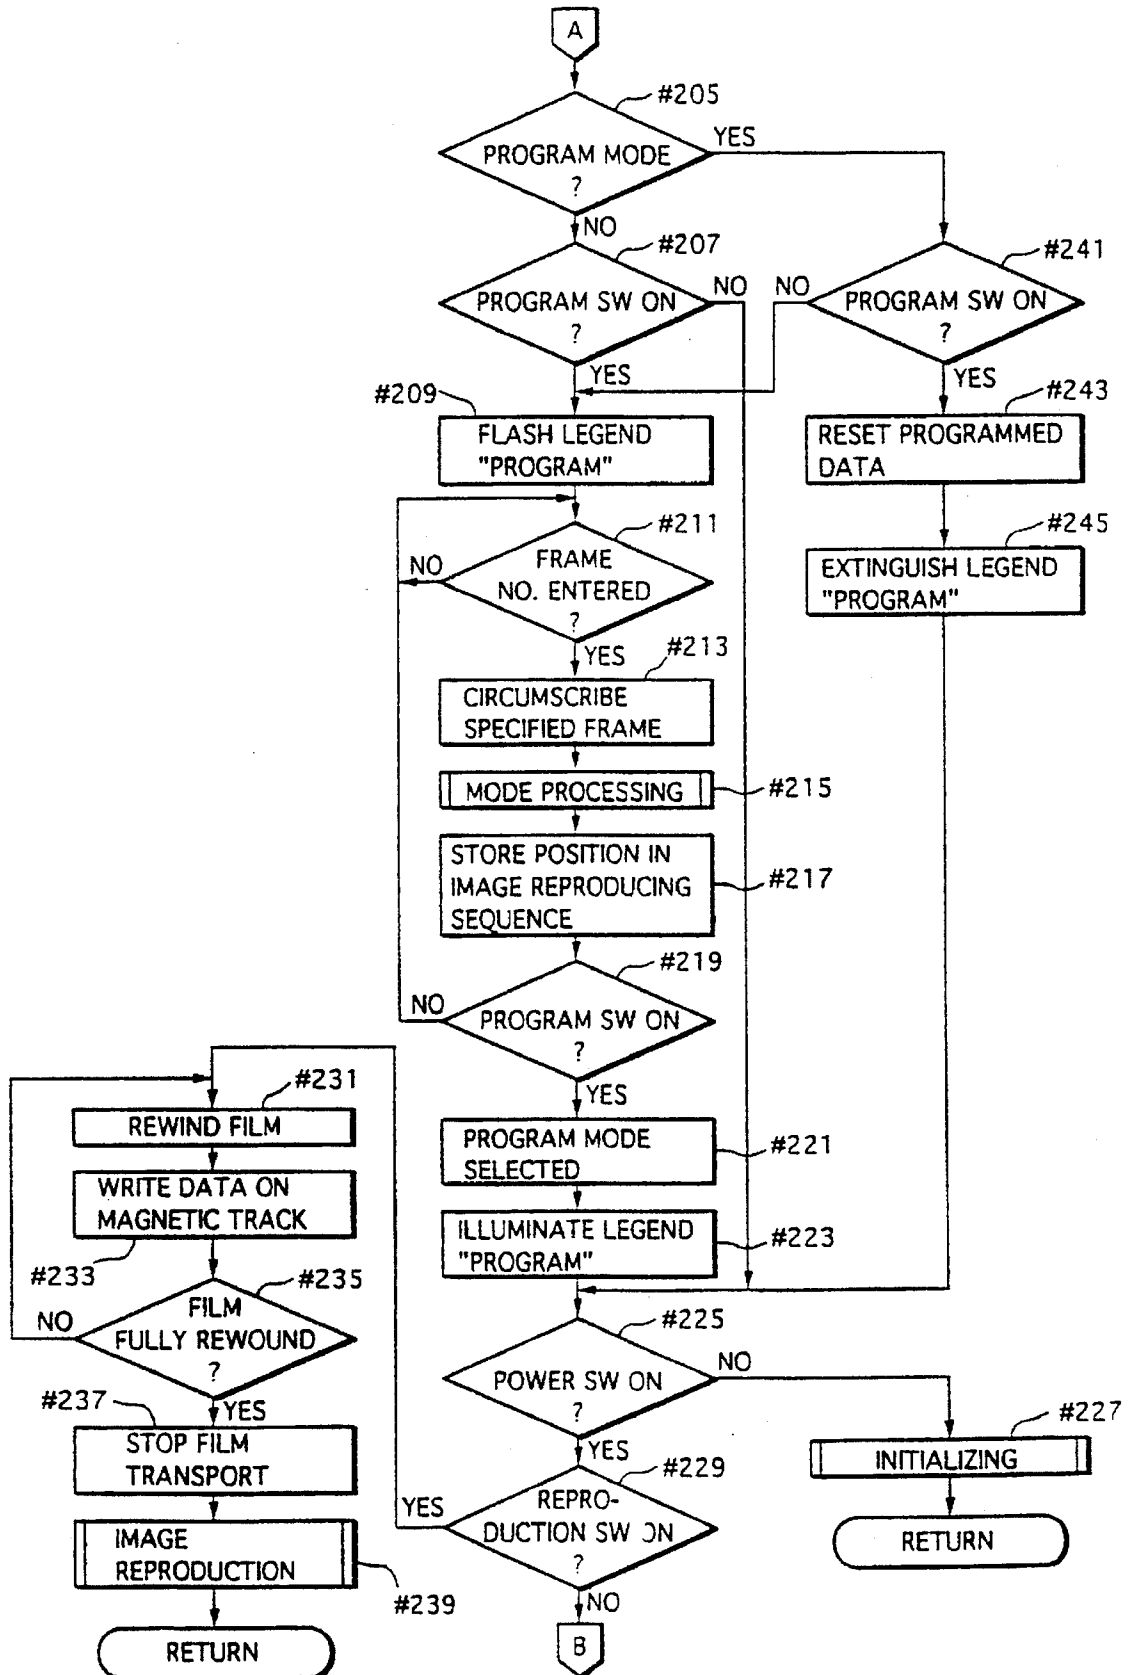 A
#205
PROGRAM MODE
?
YES
NO
#207
PROGRAM SW ON
?
NO
YES
#241
PROGRAM SW ON
?
NO
YES
#209
FLASH LEGEND
"PROGRAM"
#243
RESET PROGRAMMED
DATA
#211
FRAME
NO. ENTERED
?
NO
YES
#245
EXTINGUISH LEGEND
"PROGRAM"
#213
CIRCUMSCRIBE
SPECIFIED FRAME
MODE PROCESSING
#215
STORE POSITION IN
IMAGE REPRODUCING
SEQUENCE
#217
#219
PROGRAM SW ON
?
NO
YES
PROGRAM MODE
SELECTED
#221
ILLUMINATE LEGEND
"PROGRAM"
#223
#225
POWER SW ON
?
NO
YES
#227
INITIALIZING
RETURN
#229
REPRO-
DUCTION SW ON
?
YES
NO
B
#231
REWIND FILM
WRITE DATA ON
MAGNETIC TRACK
#233
#235
FILM
FULLY REWOUND
?
NO
YES
#237
STOP FILM
TRANSPORT
IMAGE
REPRODUCTION
#239
RETURN